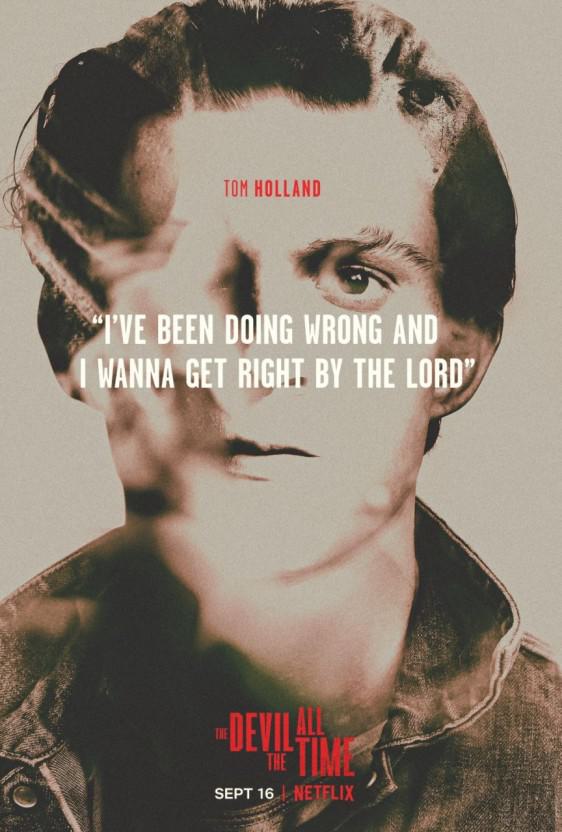 TOM HOLLAND
“I’VE BEEN DOING WRONG AND
I WANNA GET RIGHT BY THE LORD”
THE DEVIL ALL
THE TIME
SEPT 16 | NETFLIX